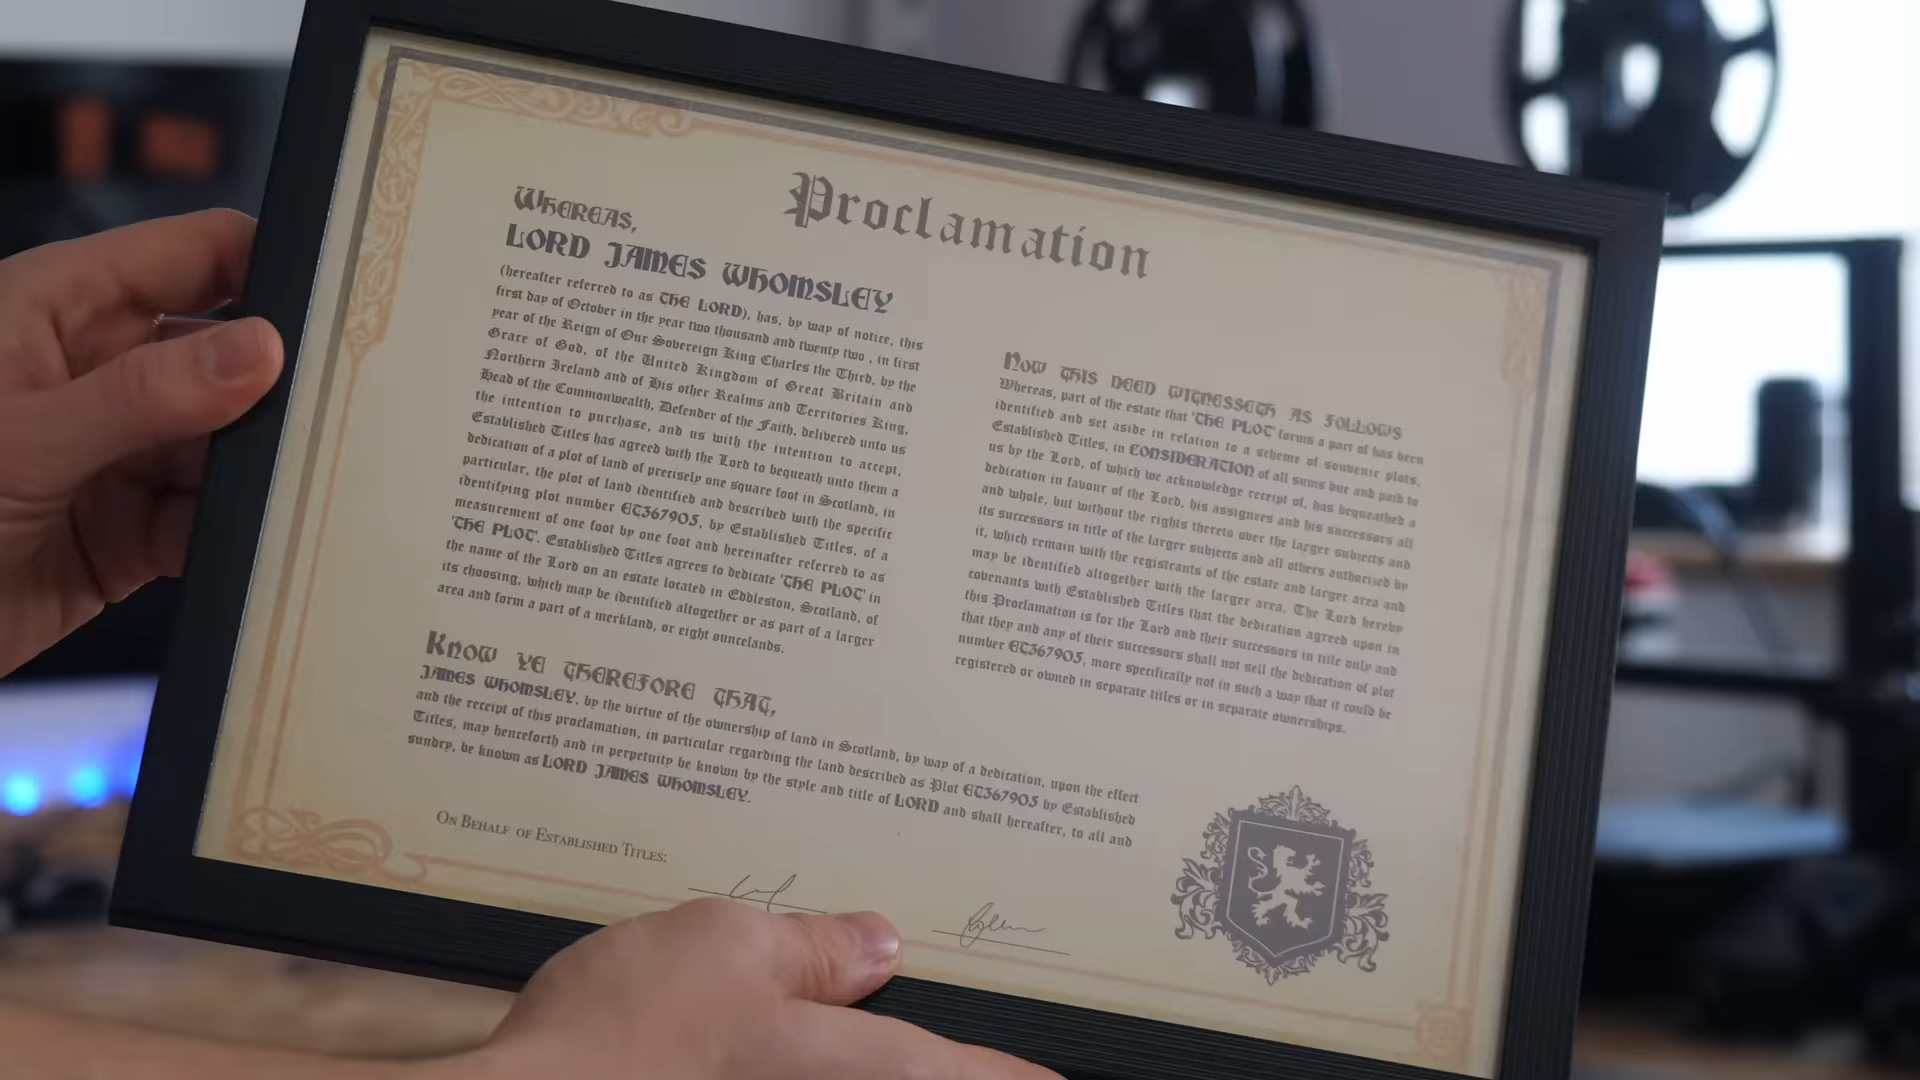 Proclamation
Whereas,
LORD JAMES WHOMSLEY
(hereafter referred to as THE LORD), has, by way of notice, this
first day of October in the year two thousand and twenty two , in first
year of the Reign of Our Sovereign King Charles the Third, by the
Grace of God, of the United Kingdom of Great Britain and
Northern Ireland and of His other Realms and Territories King,
Head of the Commonwealth, Defender of the Faith, delivered unto us
the intention to purchase, and us with the intention to accept,
Established Titles has agreed with the Lord to bequeath unto them a
dedication of a plot of land of precisely one square foot in Scotland, in
particular, the plot of land identified and described with the specific
identifying plot number ET367905, by Established Titles, of a
measurement of one foot by one foot and hereinafter referred to as
'THE PLOT'. Established Titles agrees to dedicate 'THE PLOT' in
the name of the Lord on an estate located in Eddleston, Scotland, of
its choosing, which may be identified altogether or as part of a larger
area and form a part of a merkland, or eight ouncelands.
Now this deed witnesseth as follows
Whereas, part of the estate that 'THE PLOT' forms a part of has been
identified and set aside in relation to a scheme of souvenir plots,
Established Titles, in CONSIDERATION of all sums due and paid to
us by the Lord, of which we acknowledge receipt of, has bequeathed a
dedication in favour of the Lord, his assignees and his successors all
and whole, but without the rights thereto over the larger subjects and
its successors in title of the larger subjects and all others authorized by
it, which remain with the registrants of the estate and larger area and
may be identified altogether with the larger area. The Lord hereby
covenants with Established Titles that the dedication agreed upon in
this Proclamation is for the Lord and their successors in title only and
that they and any of their successors shall not sell the dedication of plot
number ET367905, more specifically not in such a way that it could be
registered or owned in separate titles or in separate ownerships.
Know ye therefore that,
JAMES WHOMSLEY, by the virtue of the ownership of land in Scotland, by way of a dedication, upon the effect
and the receipt of this proclamation, in particular regarding the land described as Plot ET367905 by Established
Titles, may henceforth and in perpetuity be known by the style and title of LORD and shall hereafter, to all and
sundry, be known as LORD JAMES WHOMSLEY.
On Behalf of Established Titles: